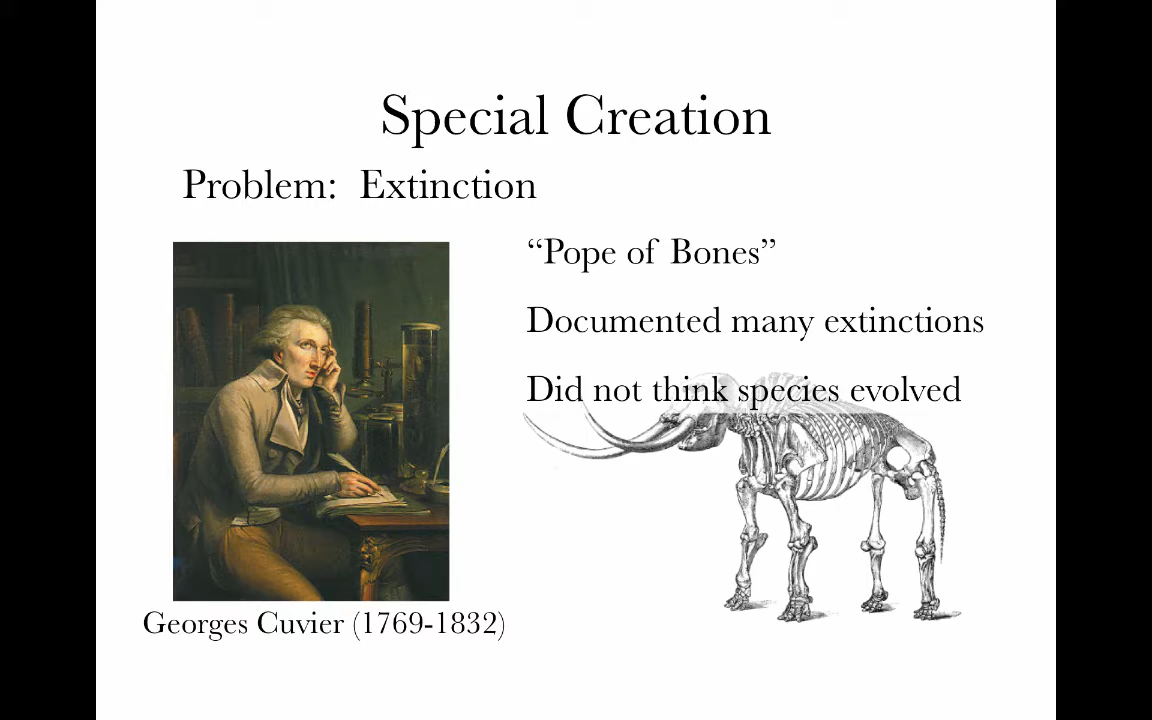 Special Creation
Problem: Extinction
“Pope of Bones”
Documented many extinctions
Did not think species evolved
Georges Cuvier (1769-1832)